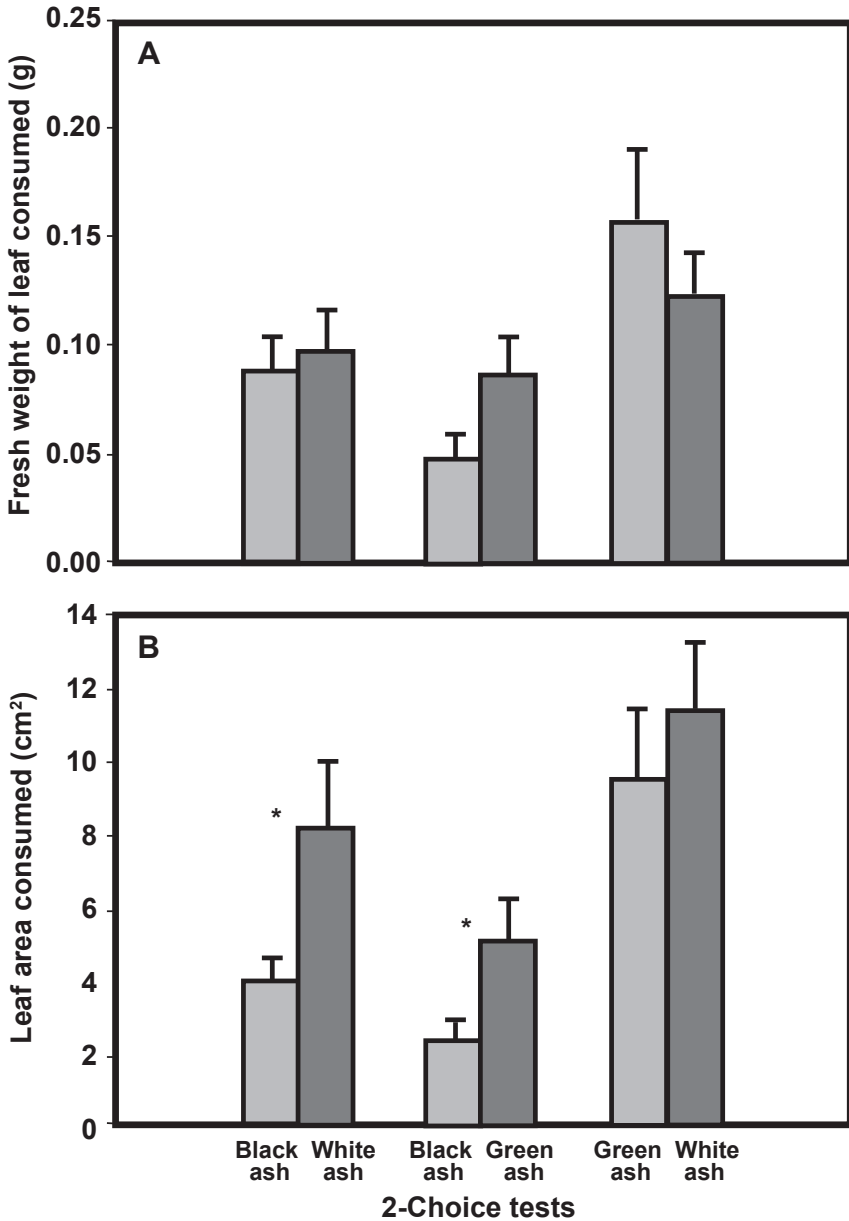 A
Fresh weight of leaf consumed (g)
0.25
0.20
0.15
0.10
0.05
0.00
B
Leaf area consumed (cm²)
14
12
10
8
6
4
2
0
*
*
Black ash
White ash
Black ash
Green ash
Green ash
White ash
2-Choice tests